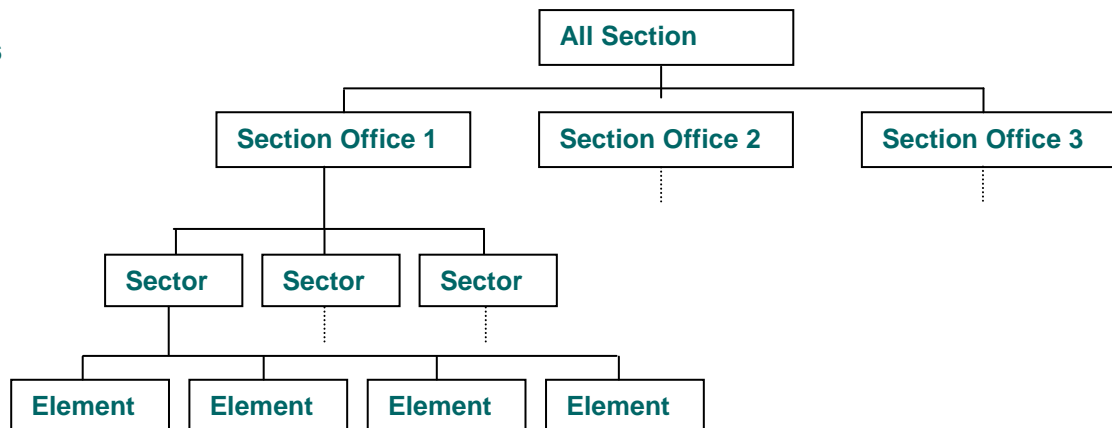 All Section
Section Office 1 Section Office 2 Section Office 3
Sector Sector Sector
Element Element Element Element